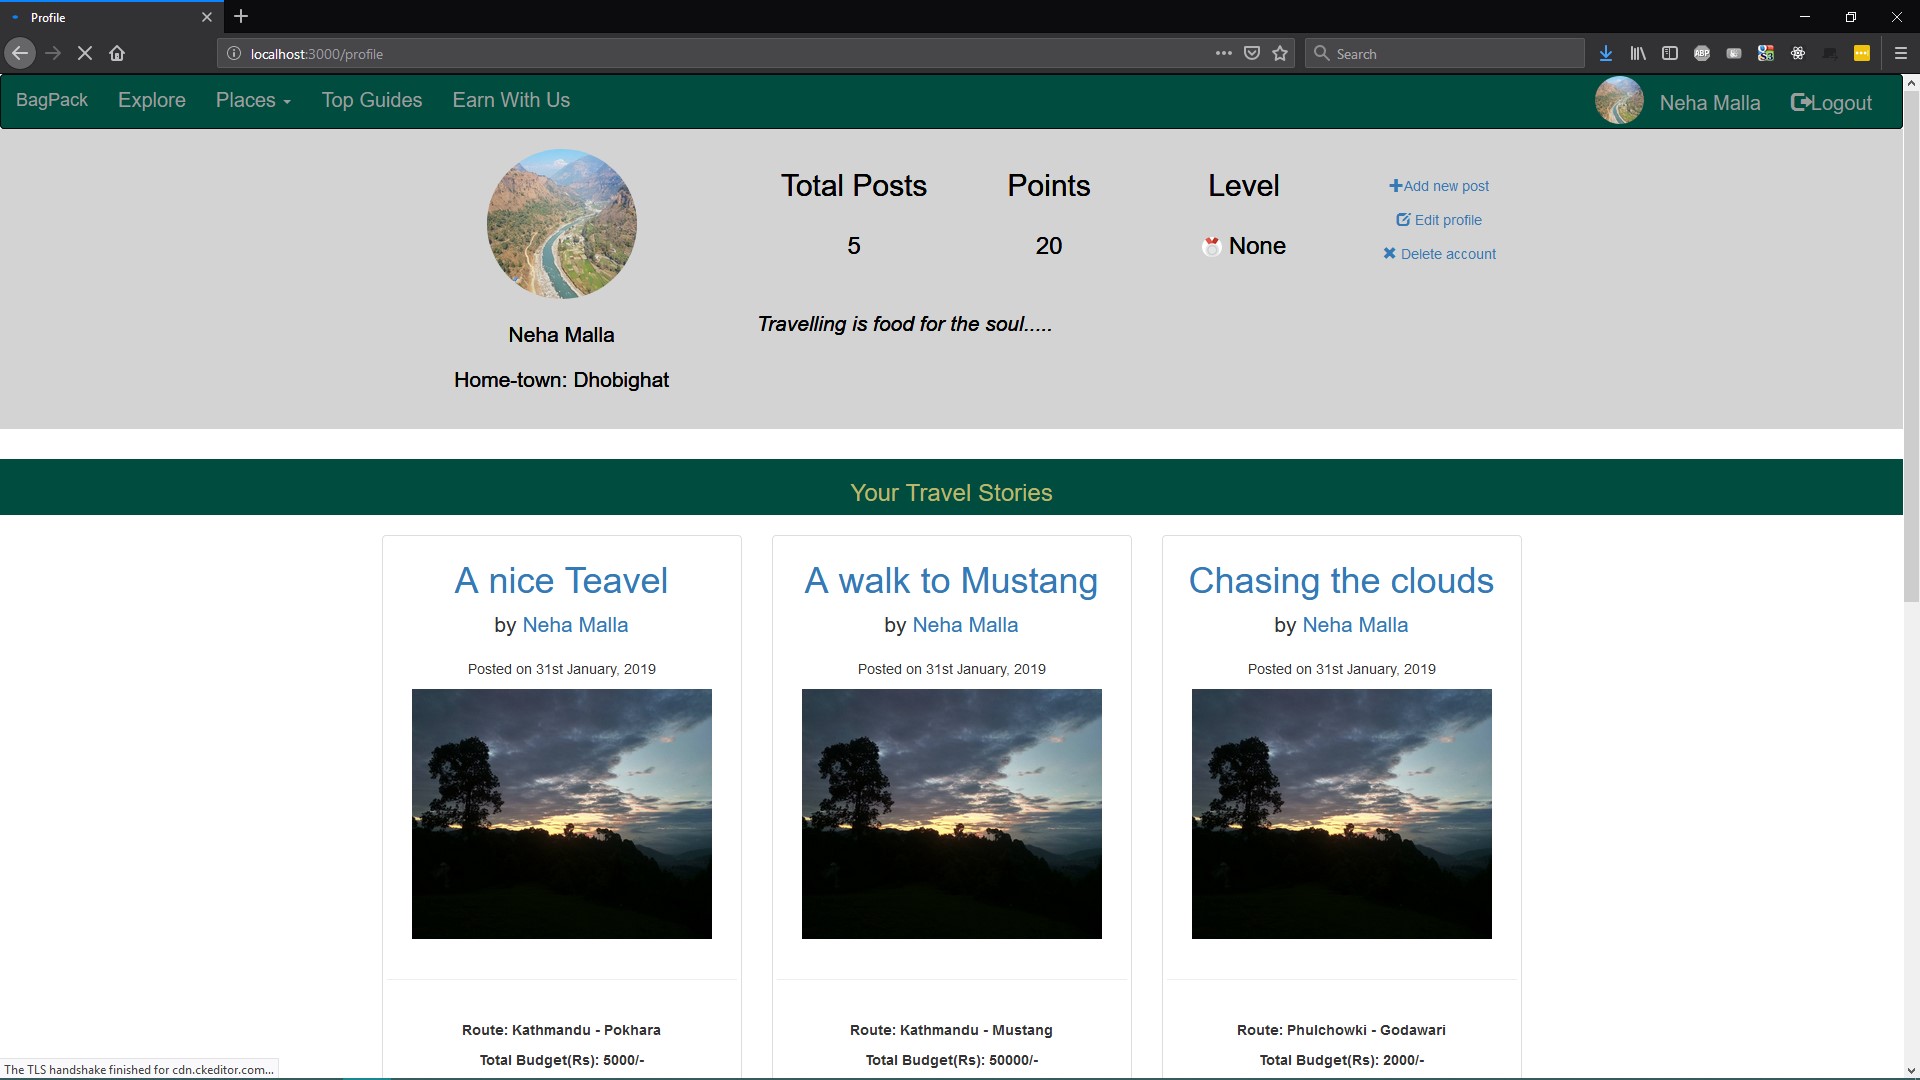 Profile
localhost:3000/profile
Search
ABP
BagPack Explore Places Top Guides Earn With Us Neha Malla Logout
Total Posts Points Level
5 20 None
Add new post
Edit profile
Delete account
Travelling is food for the soul.....
Neha Malla
Home-town: Dhobighat
Your Travel Stories
A nice Teavel
by Neha Malla
Posted on 31st January, 2019
Route: Kathmandu - Pokhara
Total Budget(Rs): 5000/-
A walk to Mustang
by Neha Malla
Posted on 31st January, 2019
Route: Kathmandu - Mustang
Total Budget(Rs): 50000/-
Chasing the clouds
by Neha Malla
Posted on 31st January, 2019
Route: Phulchowki - Godawari
Total Budget(Rs): 2000/-
The TLS handshake finished for cdn.ckeditor.com...